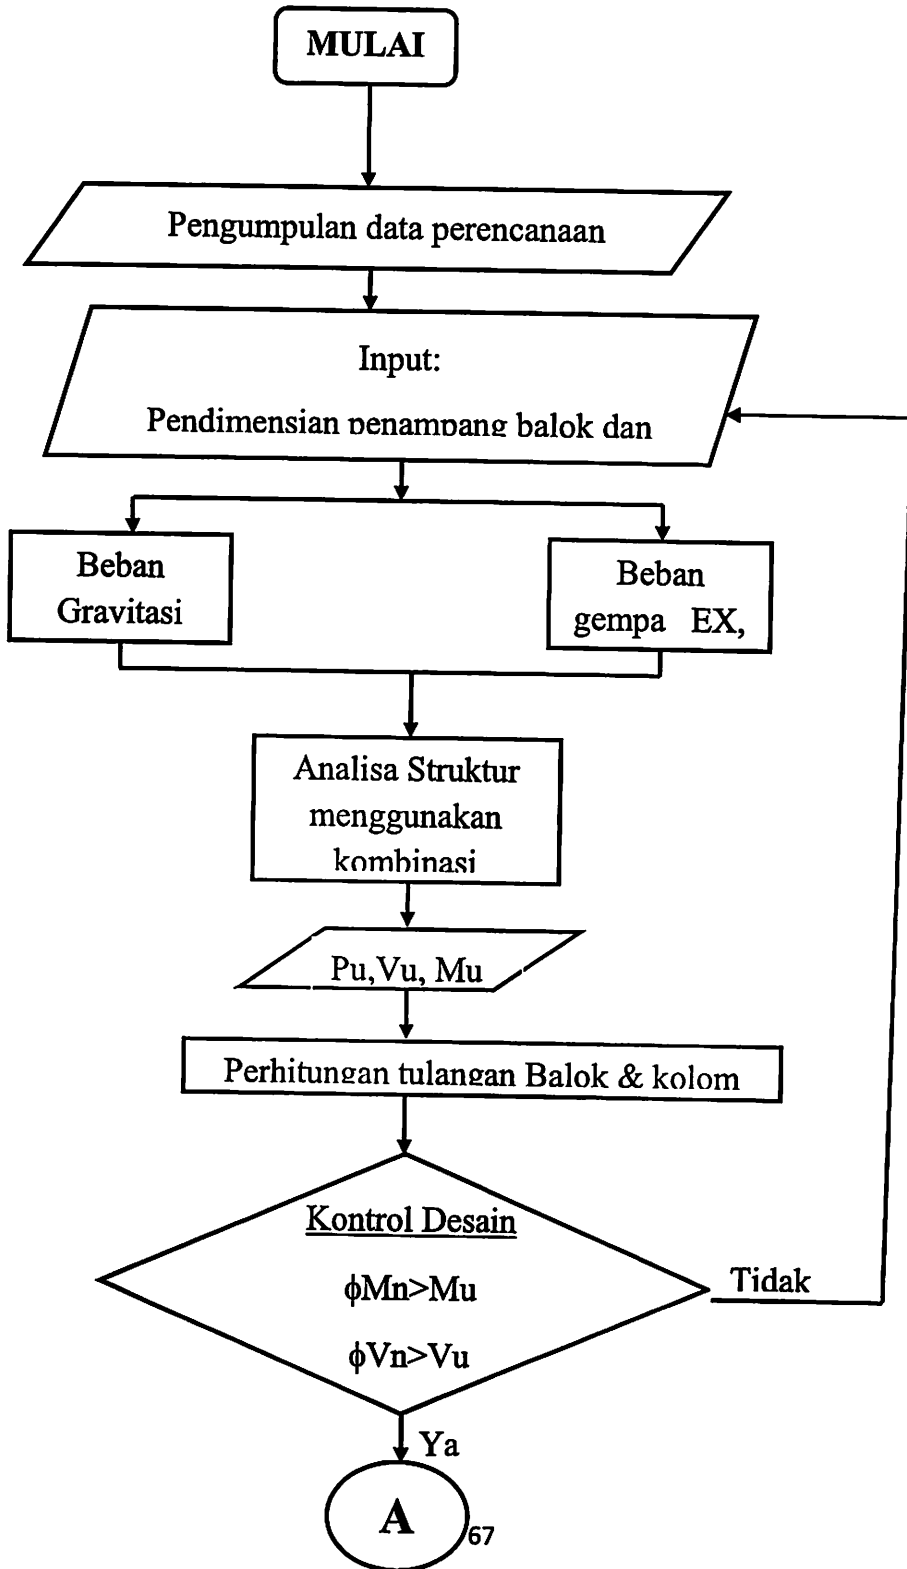 MULAI
Pengumpulan data perencanaan
Input:
Pendimensian penampang balok dan
Beban
Gravitasi
Beban
gempa EX,
Analisa Struktur
menggunakan
kombinasi
Pu,Vu, Mu
Perhitungan tulangan Balok & kolom
Kontrol Desain
ϕMn>Mu
ϕVn>Vu
Tidak
Ya
A
67